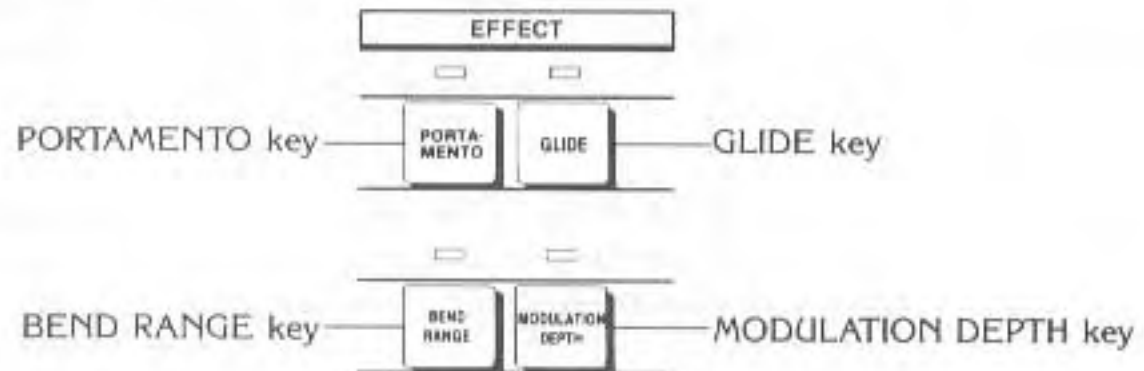 EFFECT
PORTAMENTO key
PORTA-
MENTO
GLIDE
GLIDE key
BEND RANGE key
BEND
RANGE
MODULATION
DEPTH
MODULATION DEPTH key